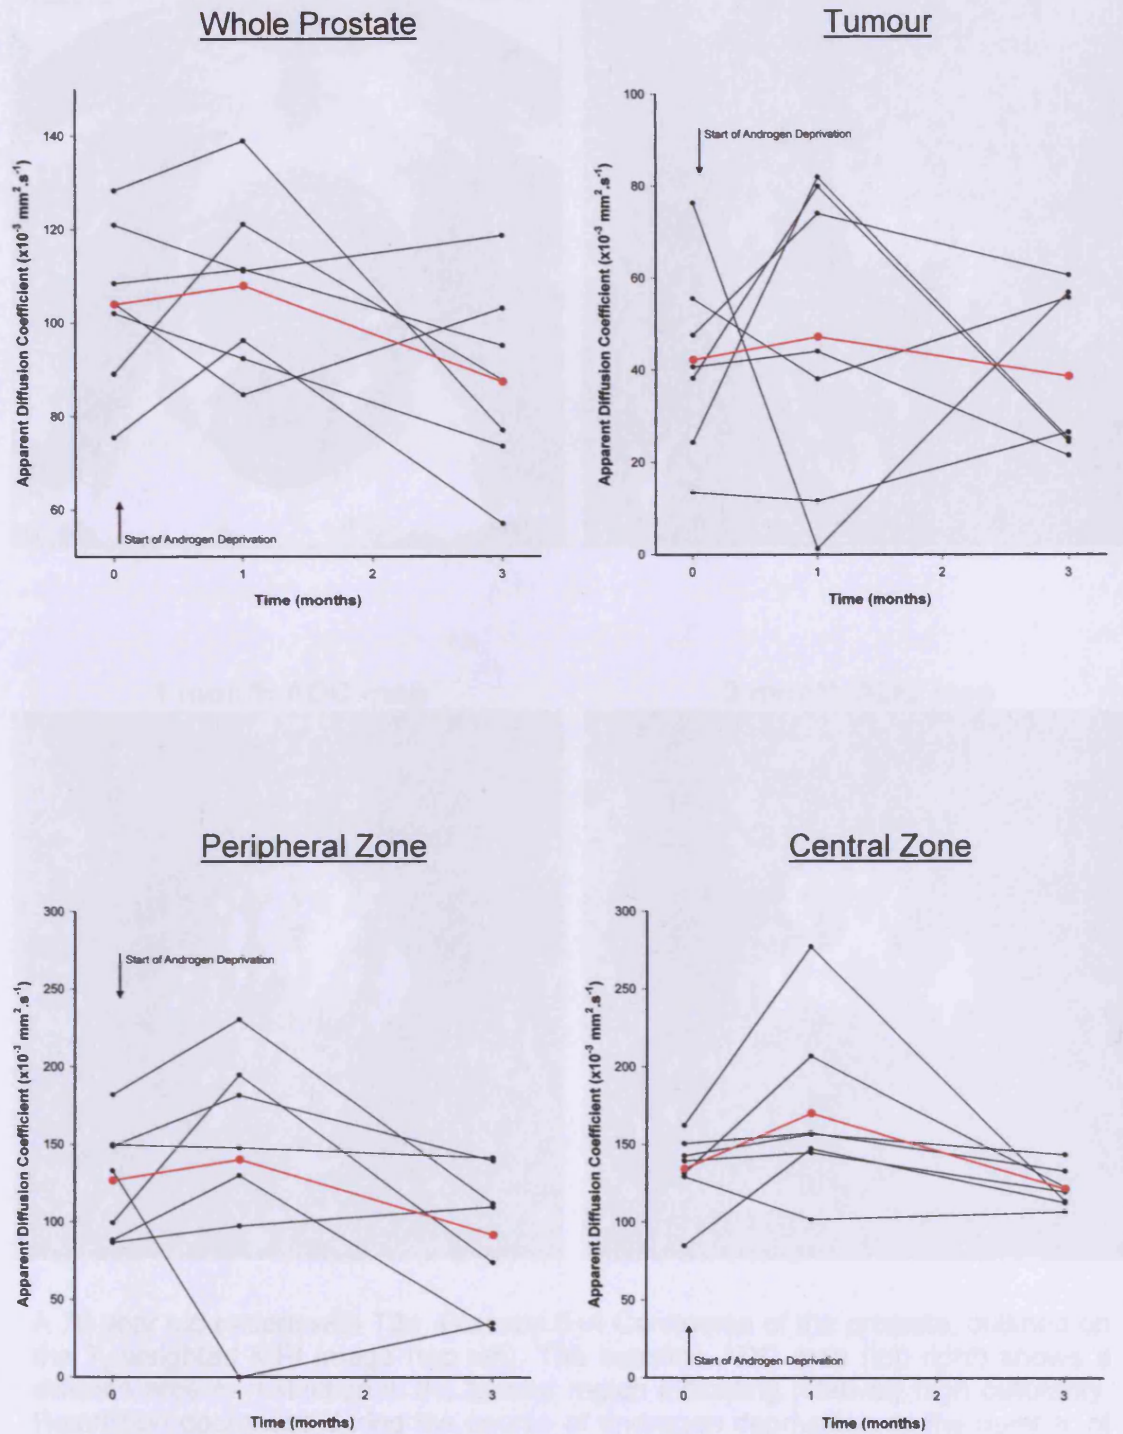 Whole Prostate
Tumour
Apparent Diffusion Coefficient (x10⁻³ mm².s⁻¹)
140
120
100
80
60
Start of Androgen Deprivation
0 1 2 3
Time (months)
Apparent Diffusion Coefficient (x10⁻³ mm².s⁻¹)
100
80
60
40
20
0
Start of Androgen Deprivation
0 1 2 3
Time (months)
Peripheral Zone
Central Zone
Apparent Diffusion Coefficient (x10⁻³ mm².s⁻¹)
300
250
200
150
100
50
0
Start of Androgen Deprivation
0 1 2 3
Time (months)
Apparent Diffusion Coefficient (x10⁻³ mm².s⁻¹)
300
250
200
150
100
50
0
Start of Androgen Deprivation
0 1 2 3
Time (months)